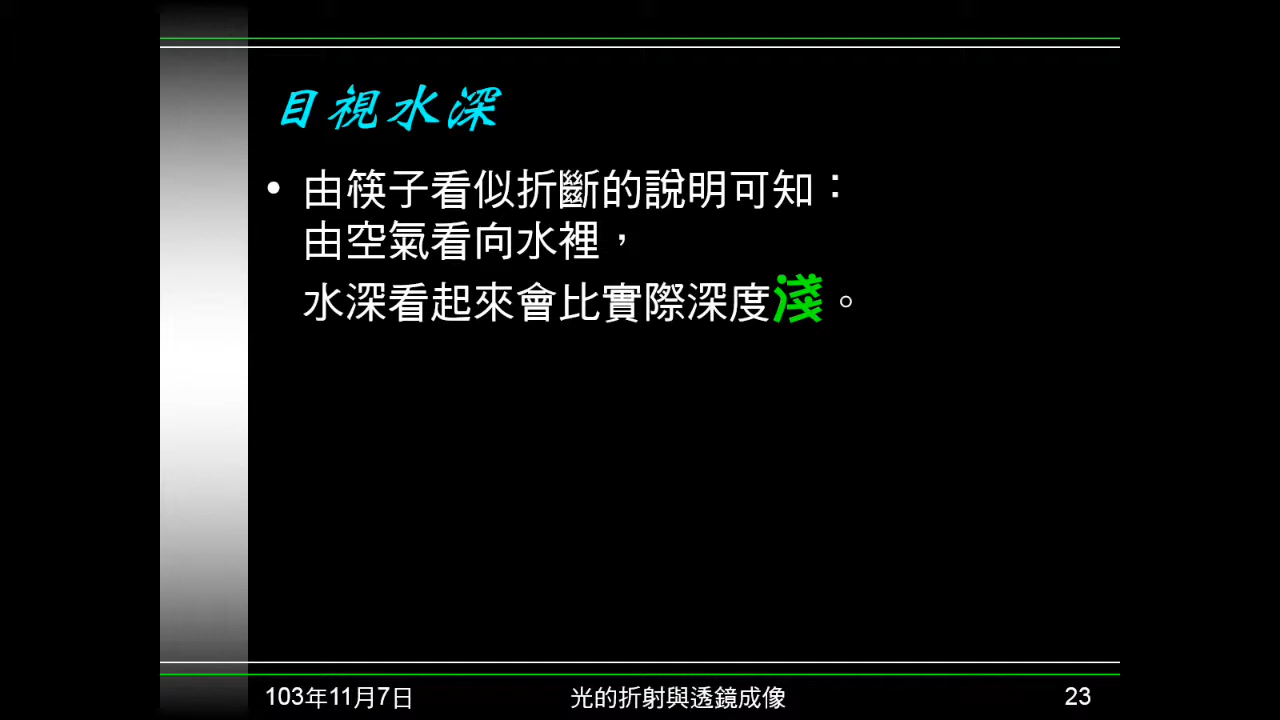 目視水深
• 由筷子看似折斷的說明可知：
由空氣看向水裡，
水深看起來會比實際深度淺。
103年11月7日
光的折射與透鏡成像
23